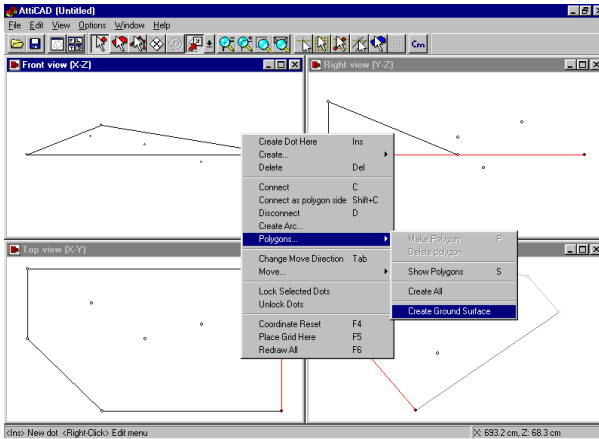 AttiCAD (Untitled)
File Edit View Options Window Help
Cm
Front view (X-Z)
Right view (Y-Z)
Create Dot Here Ins
Create...
Delete Del
Connect C
Connect as polygon side Shift+C
Disconnect D
Create Arc...
Polygons...
Make Polygon P
Delete polygon
Show Polygons S
Create All
Create Ground Surface
Top view (X-Y)
Change Move Direction Tab
Move...
Lock Selected Dots
Unlock Dots
Coordinate Reset F4
Place Grid Here F5
Redraw All F6
<Ins> New dot <Right-Click> Edit menu
X: 693.2 cm, Z: 68.3 cm